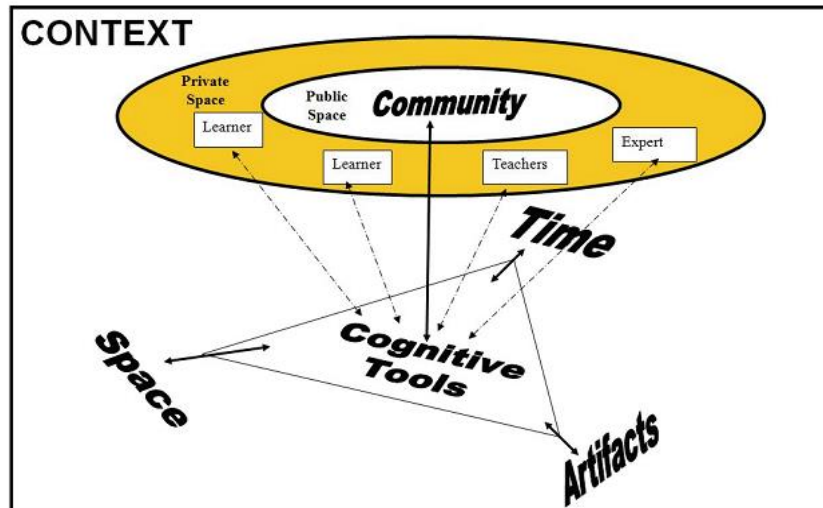 CONTEXT
Private
Space
Public
Space
Community
Learner
Learner
Teachers
Expert
Time
Space
Cognitive
Tools
Artifacts